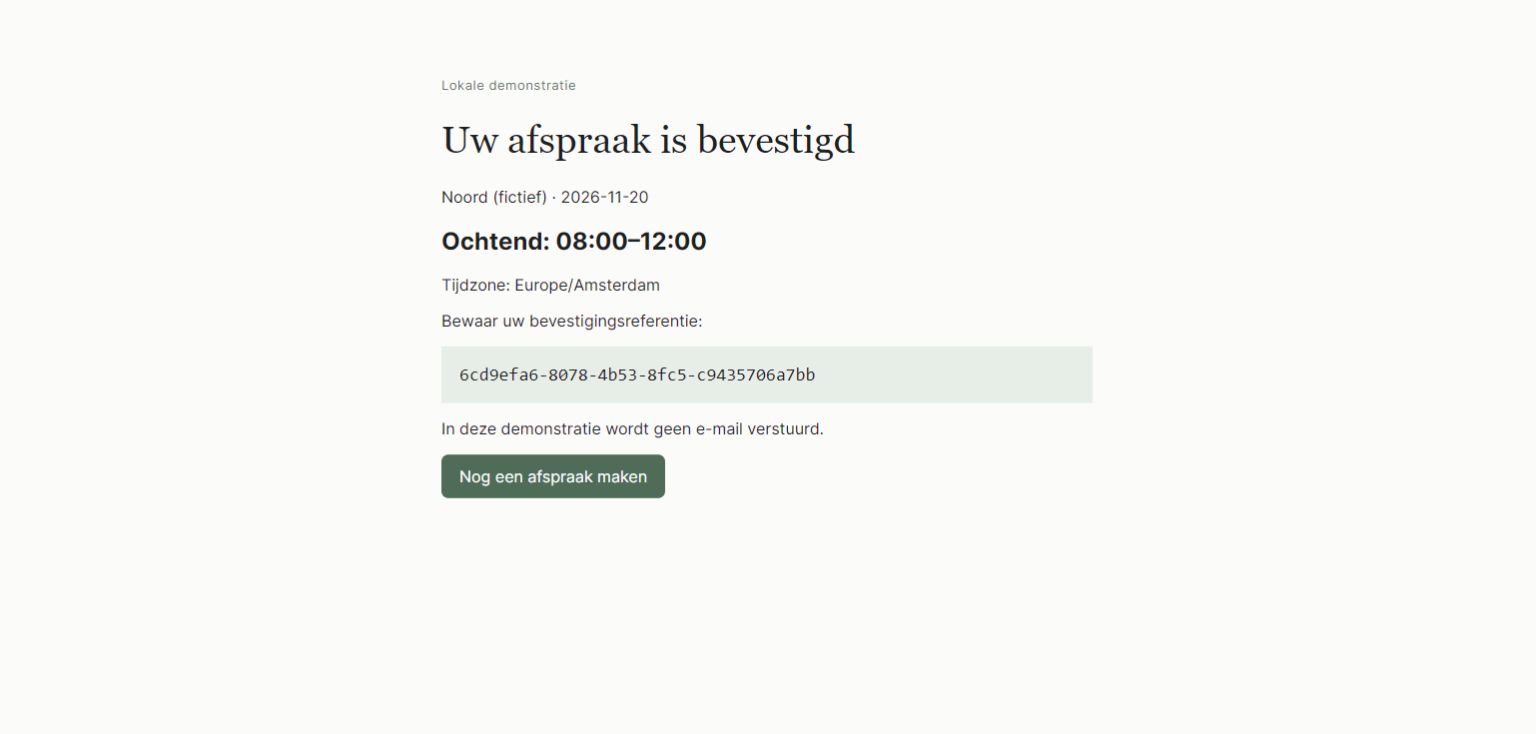 Lokale demonstratie
Uw afspraak is bevestigd
Noord (fictief) · 2026-11-20
Ochtend: 08:00–12:00
Tijdzone: Europe/Amsterdam
Bewaar uw bevestigingsreferentie:
6cd9efa6-8078-4b53-8fc5-c9435706a7bb
In deze demonstratie wordt geen e-mail verstuurd.
Nog een afspraak maken